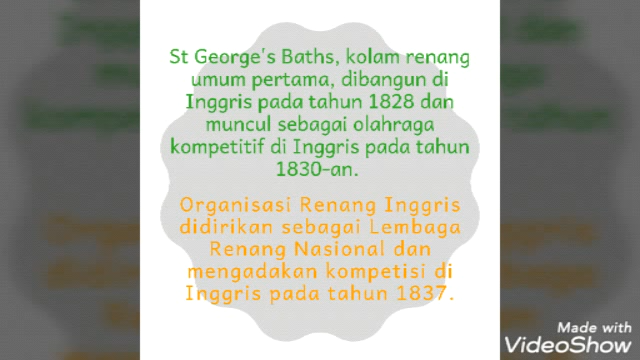 St George's Baths, kolam renang
umum pertama, dibangun di
Inggris pada tahun 1828 dan
muncul sebagai olahraga
kompetitif di Inggris pada tahun
1830-an.
Organisasi Renang Inggris
didirikan sebagai Lembaga
Renang Nasional dan
mengadakan kompetisi di
Inggris pada tahun 1837.
Made with
VideoShow